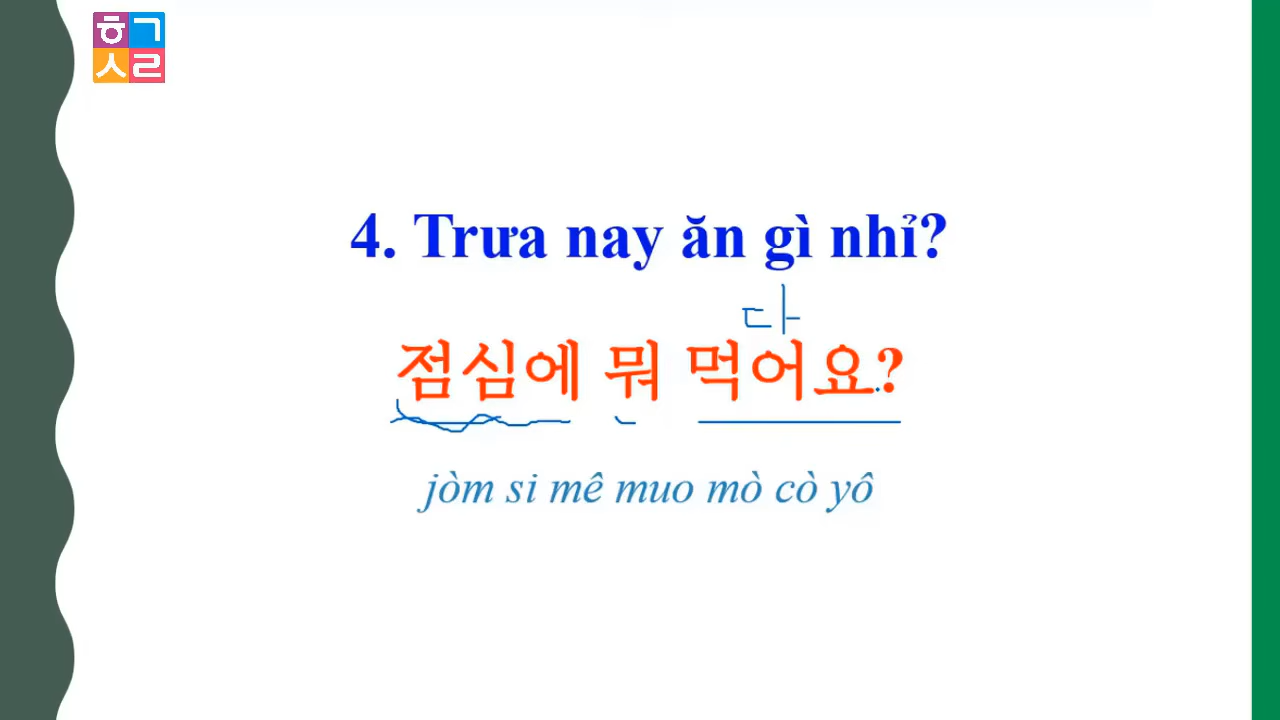 ㅎㄱ
ㅅㄹ
4. Trưa nay ăn gì nhỉ?
다
점심에 뭐 먹어요?
jòm si mê muo mò cò yô